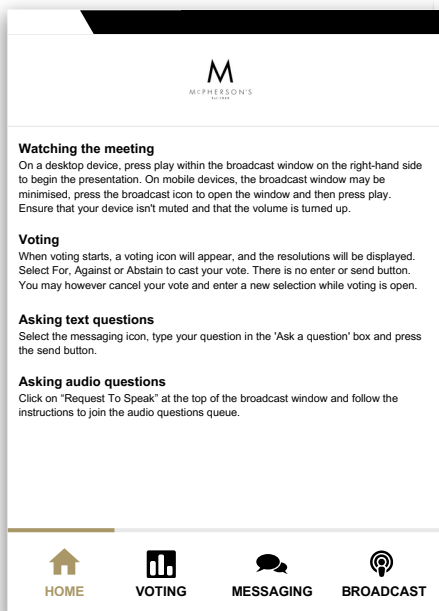 M
McPHERSON'S
Est. 1860
Watching the meeting
On a desktop device, press play within the broadcast window on the right-hand side
to begin the presentation. On mobile devices, the broadcast window may be
minimised, press the broadcast icon to open the window and then press play.
Ensure that your device isn't muted and that the volume is turned up.
Voting
When voting starts, a voting icon will appear, and the resolutions will be displayed.
Select For, Against or Abstain to cast your vote. There is no enter or send button.
You may however cancel your vote and enter a new selection while voting is open.
Asking text questions
Select the messaging icon, type your question in the 'Ask a question' box and press
the send button.
Asking audio questions
Click on “Request To Speak” at the top of the broadcast window and follow the
instructions to join the audio questions queue.
HOME VOTING MESSAGING BROADCAST